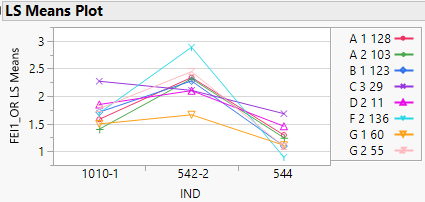 LS Means Plot
FEI1_OR LS Means
3
2.5
2
1.5
1
1010-1 542-2 544
IND
A 1 128
A 2 103
B 1 123
C 3 29
D 2 11
F 2 136
G 1 60
G 2 55